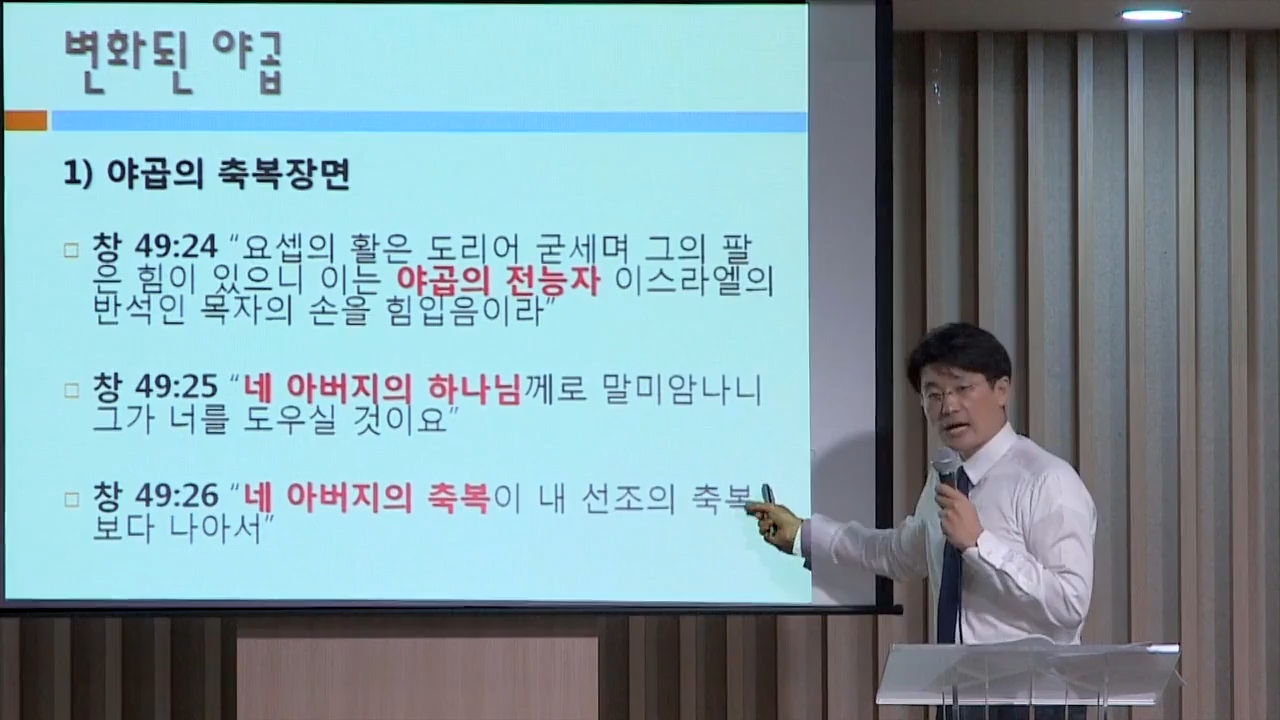 변화된 야곱
1) 야곱의 축복장면
창 49:24 “요셉의 활은 도리어 굳세며 그의 팔
은 힘이 있으니 이는 야곱의 전능자 이스라엘의
반석인 목자의 손을 힘입음이라”
창 49:25 “네 아버지의 하나님께로 말미암나니
그가 너를 도우실 것이요”
창 49:26 “네 아버지의 축복이 내 선조의 축복
보다 나아서”